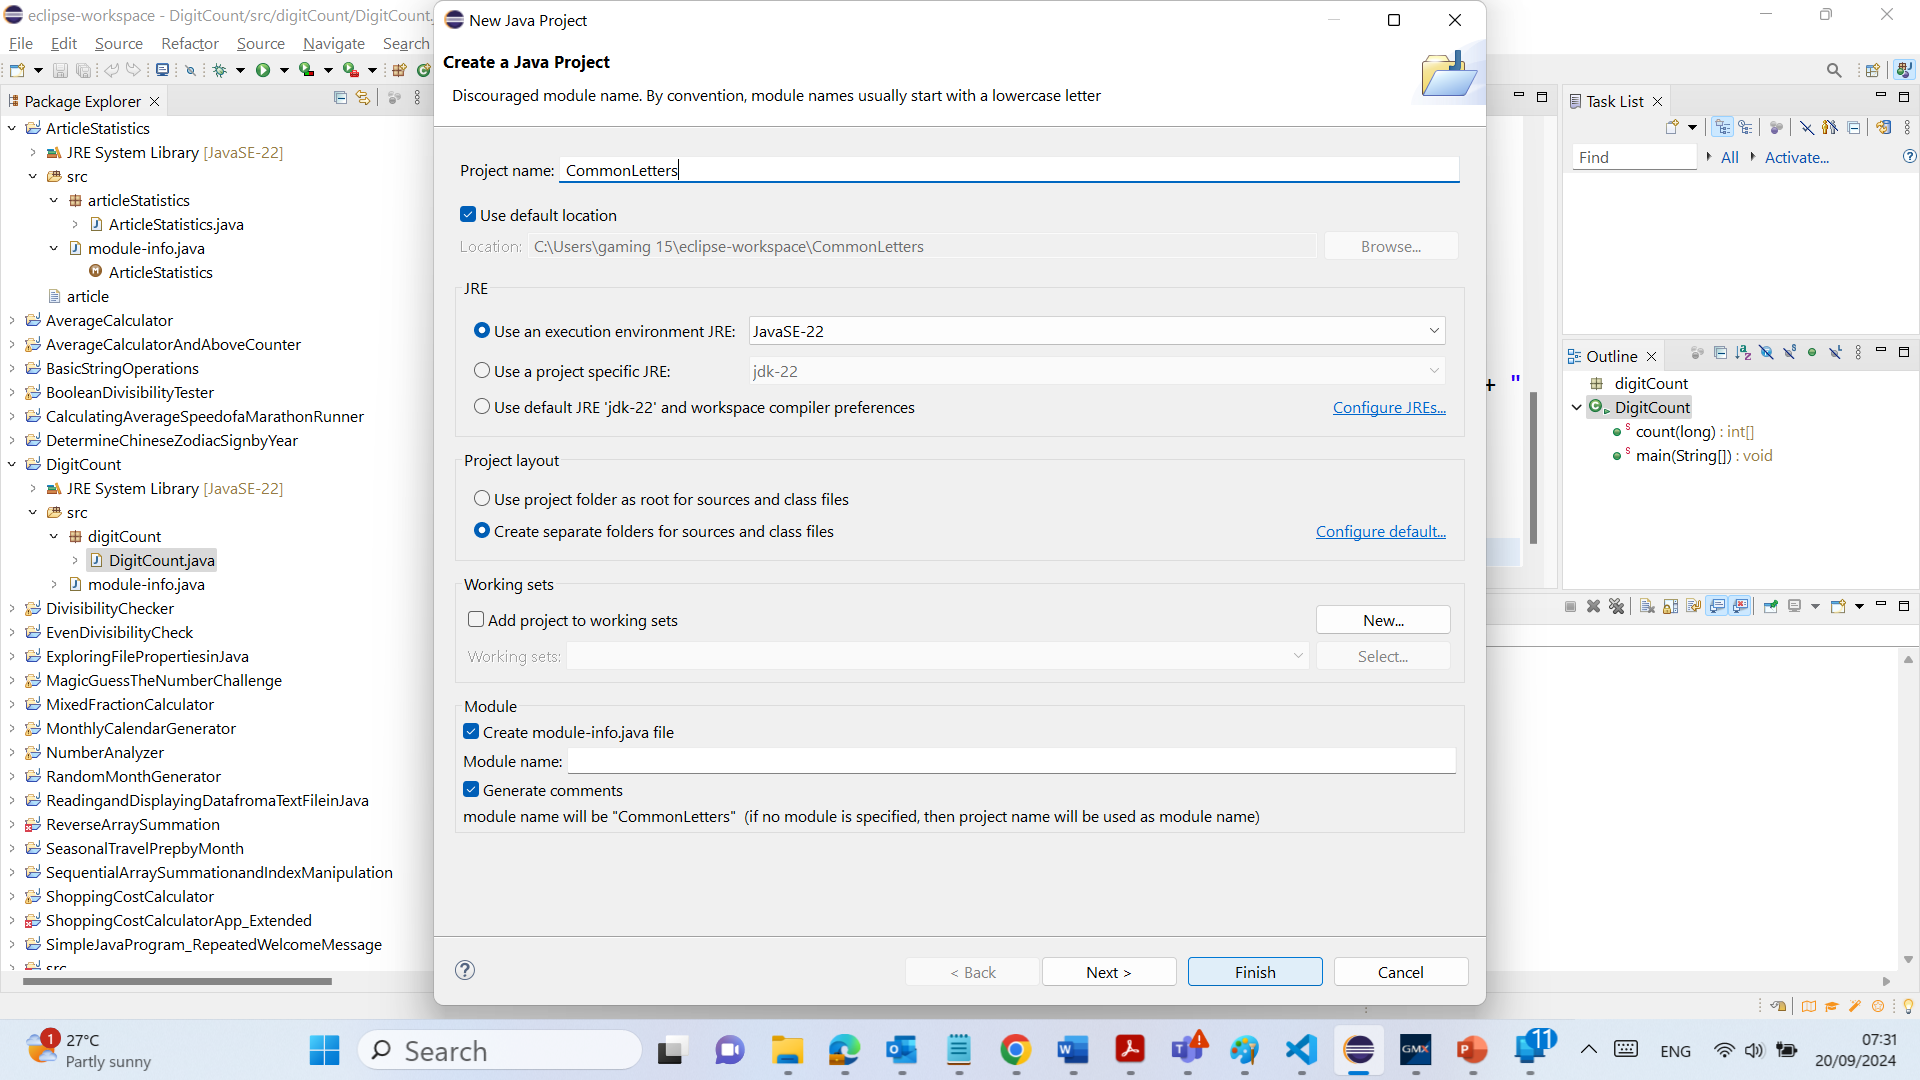 eclipse-workspace - DigitCount/src/digitCount/DigitCount.
File Edit Source Refactor Source Navigate Search
Package Explorer
ArticleStatistics
JRE System Library [JavaSE-22]
src
articleStatistics
ArticleStatistics.java
module-info.java
ArticleStatistics
article
AverageCalculator
AverageCalculatorAndAboveCounter
BasicStringOperations
BooleanDivisibilityTester
CalculatingAverageSpeedofaMarathonRunner
DetermineChineseZodiacSignbyYear
DigitCount
JRE System Library [JavaSE-22]
src
digitCount
DigitCount.java
module-info.java
DivisibilityChecker
EvenDivisibilityCheck
ExploringFilePropertiesinJava
MagicGuessTheNumberChallenge
MixedFractionCalculator
MonthlyCalendarGenerator
NumberAnalyzer
RandomMonthGenerator
ReadingandDisplayingDatafromaTextFileinJava
ReverseArraySummation
SeasonalTravelPrepbyMonth
SequentialArraySummationandIndexManipulation
ShoppingCostCalculator
ShoppingCostCalculatorApp_Extended
SimpleJavaProgram_RepeatedWelcomeMessage
src
New Java Project
Create a Java Project
Discouraged module name. By convention, module names usually start with a lowercase letter
Project name: CommonLetters
Use default location
Location: C:\Users\gaming 15\eclipse-workspace\CommonLetters Browse...
JRE
Use an execution environment JRE: JavaSE-22
Use a project specific JRE: jdk-22
Use default JRE 'jdk-22' and workspace compiler preferences Configure JREs...
Project layout
Use project folder as root for sources and class files
Create separate folders for sources and class files Configure default...
Working sets
Add project to working sets New...
Working sets: Select...
Module
Create module-info.java file
Module name:
Generate comments
module name will be "CommonLetters" (if no module is specified, then project name will be used as module name)
< Back Next > Finish Cancel
+ "
Task List
Find All Activate...
Outline
digitCount
DigitCount
count(long) : int[]
main(String[]) : void
1 27°C
Partly sunny
Search
GMX
11
ENG
07:31
20/09/2024